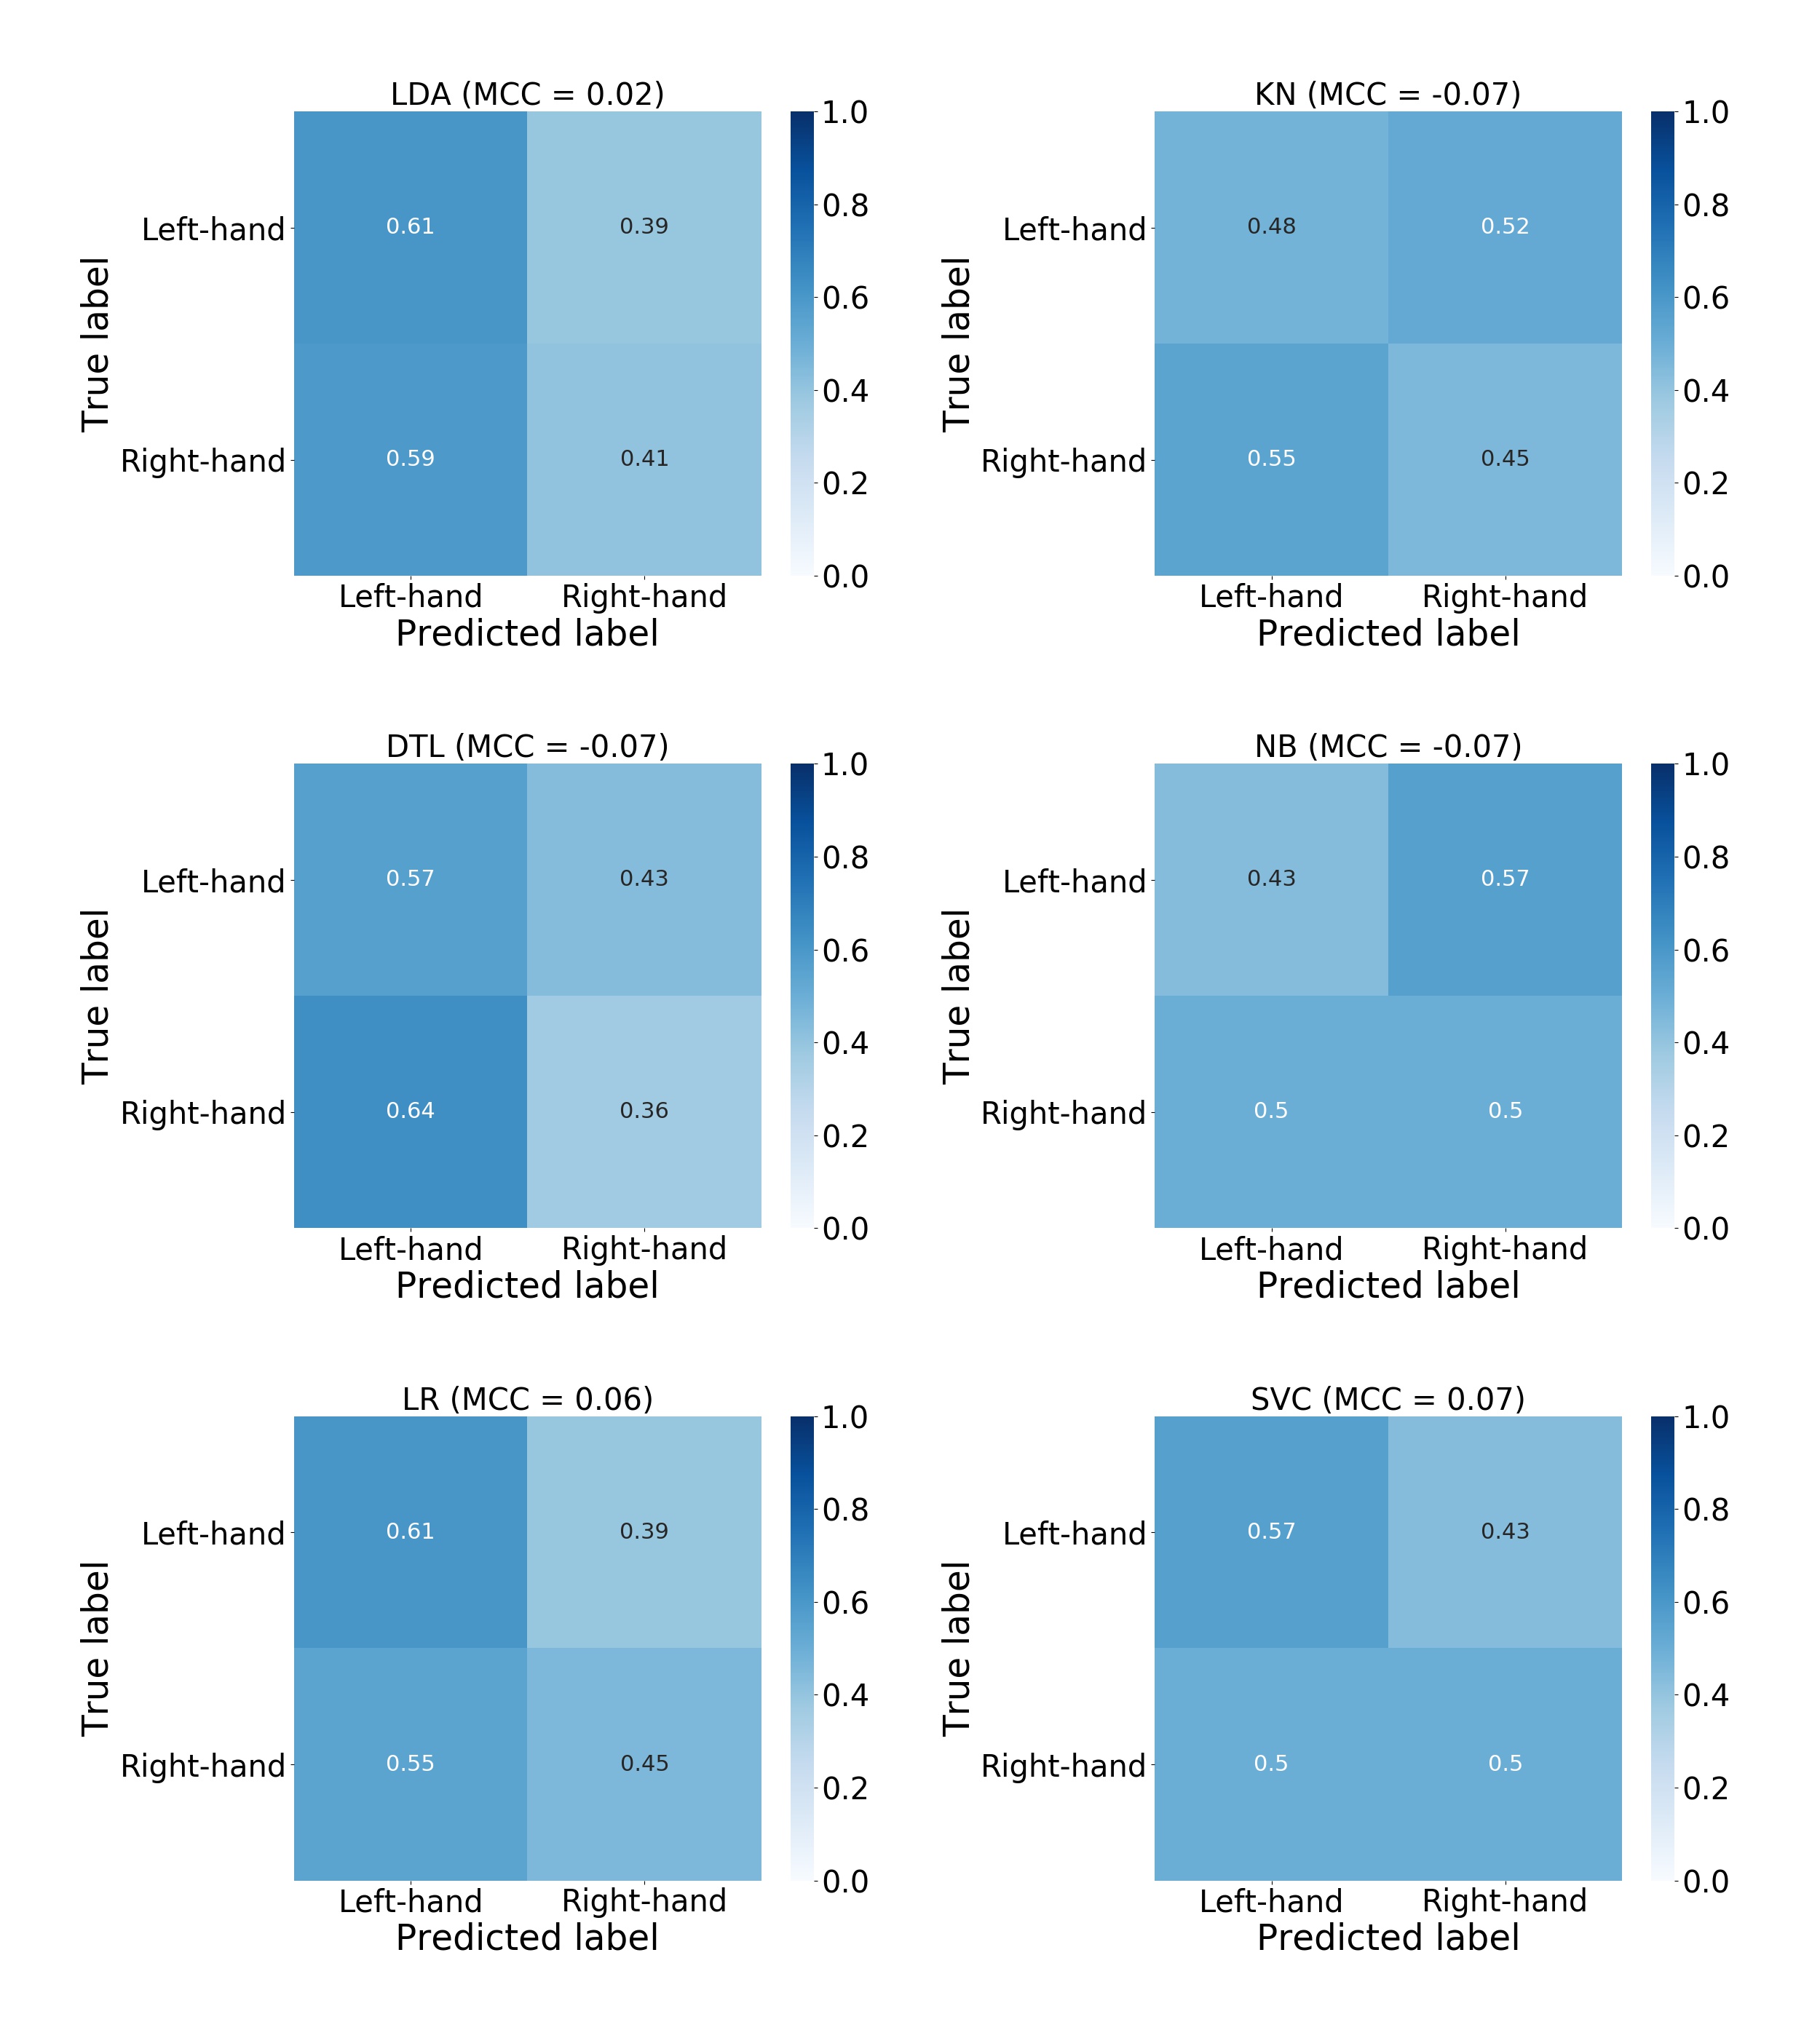 LDA (MCC = 0.02)
1.0
0.8
0.6
0.4
0.2
0.0
True label
Left-hand
0.61 0.39
Right-hand
0.59 0.41
Left-hand Right-hand
Predicted label
KN (MCC = -0.07)
1.0
0.8
0.6
0.4
0.2
0.0
True label
Left-hand
0.48 0.52
Right-hand
0.55 0.45
Left-hand Right-hand
Predicted label
DTL (MCC = -0.07)
1.0
0.8
0.6
0.4
0.2
0.0
True label
Left-hand
0.57 0.43
Right-hand
0.64 0.36
Left-hand Right-hand
Predicted label
NB (MCC = -0.07)
1.0
0.8
0.6
0.4
0.2
0.0
True label
Left-hand
0.43 0.57
Right-hand
0.5 0.5
Left-hand Right-hand
Predicted label
LR (MCC = 0.06)
1.0
0.8
0.6
0.4
0.2
0.0
True label
Left-hand
0.61 0.39
Right-hand
0.55 0.45
Left-hand Right-hand
Predicted label
SVC (MCC = 0.07)
1.0
0.8
0.6
0.4
0.2
0.0
True label
Left-hand
0.57 0.43
Right-hand
0.5 0.5
Left-hand Right-hand
Predicted label